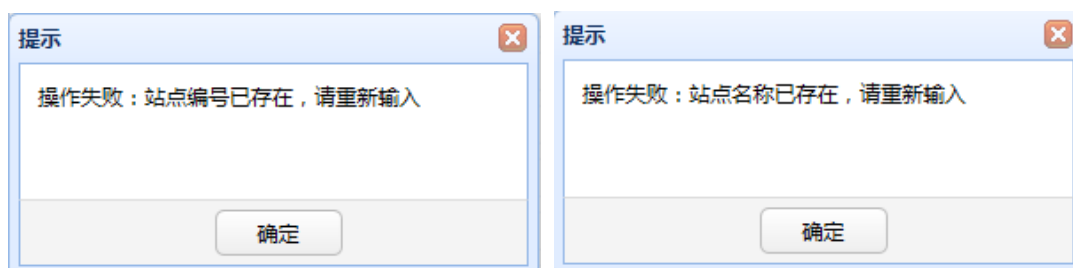 提示
操作失败：站点编号已存在，请重新输入
确定
提示
操作失败：站点名称已存在，请重新输入
确定